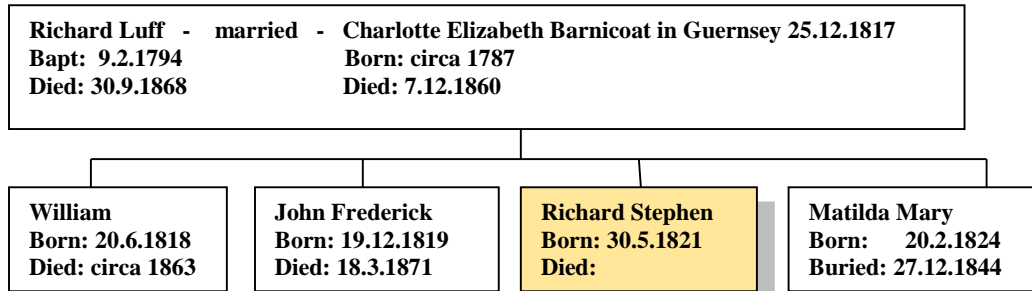 Richard Luff - married - Charlotte Elizabeth Barnicoat in Guernsey 25.12.1817
Bapt: 9.2.1794 Born: circa 1787
Died: 30.9.1868 Died: 7.12.1860
William
Born: 20.6.1818
Died: circa 1863
John Frederick
Born: 19.12.1819
Died: 18.3.1871
Richard Stephen
Born: 30.5.1821
Died:
Matilda Mary
Born: 20.2.1824
Buried: 27.12.1844